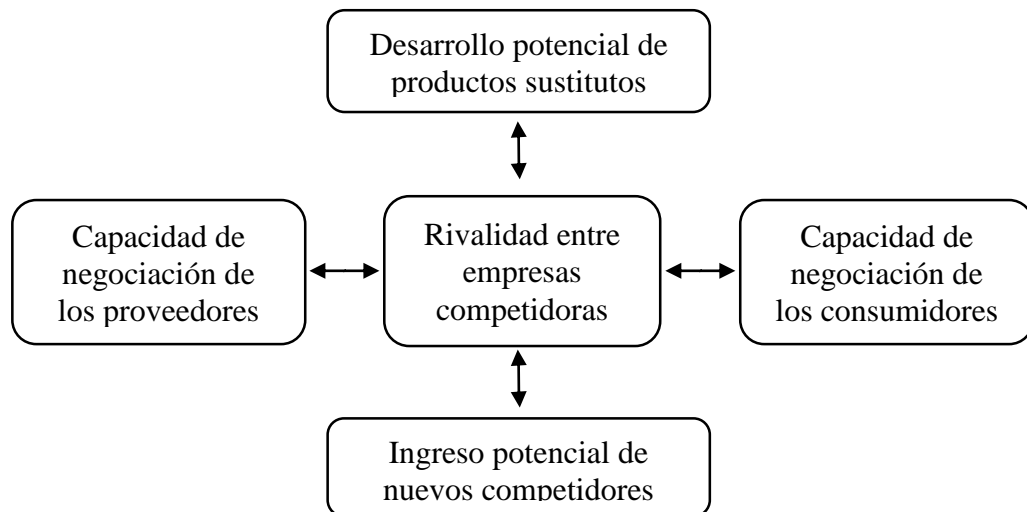 Desarrollo potencial de
productos sustitutos
Capacidad de
negociación de
los proveedores
Rivalidad entre
empresas
competidoras
Capacidad de
negociación de
los consumidores
Ingreso potencial de
nuevos competidores